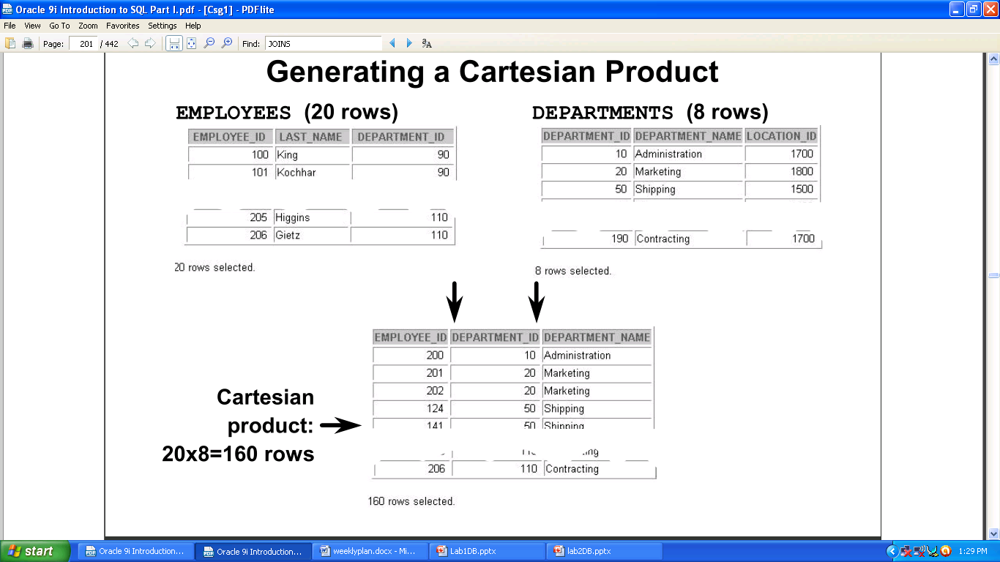 Oracle 9i Introduction to SQL Part I.pdf - [Csg1] - PDFlite
File View Go To Zoom Favorites Settings Help
Page: 201 / 442 Find: JOINS
Generating a Cartesian Product
EMPLOYEES (20 rows)
EMPLOYEE_ID LAST_NAME DEPARTMENT_ID
100 King 90
101 Kochhar 90
205 Higgins 110
206 Gietz 110
20 rows selected.
DEPARTMENTS (8 rows)
DEPARTMENT_ID DEPARTMENT_NAME LOCATION_ID
10 Administration 1700
20 Marketing 1800
50 Shipping 1500
190 Contracting 1700
8 rows selected.
EMPLOYEE_ID DEPARTMENT_ID DEPARTMENT_NAME
200 10 Administration
201 20 Marketing
202 20 Marketing
124 50 Shipping
141 50 Shipping
206 110 Contracting
160 rows selected.
Cartesian
product:
20x8=160 rows
start Oracle 9i Introduction... Oracle 9i Introduction... weeklyplan.docx - Mi... Lab1DB.pptx lab2DB.pptx 1:29 PM